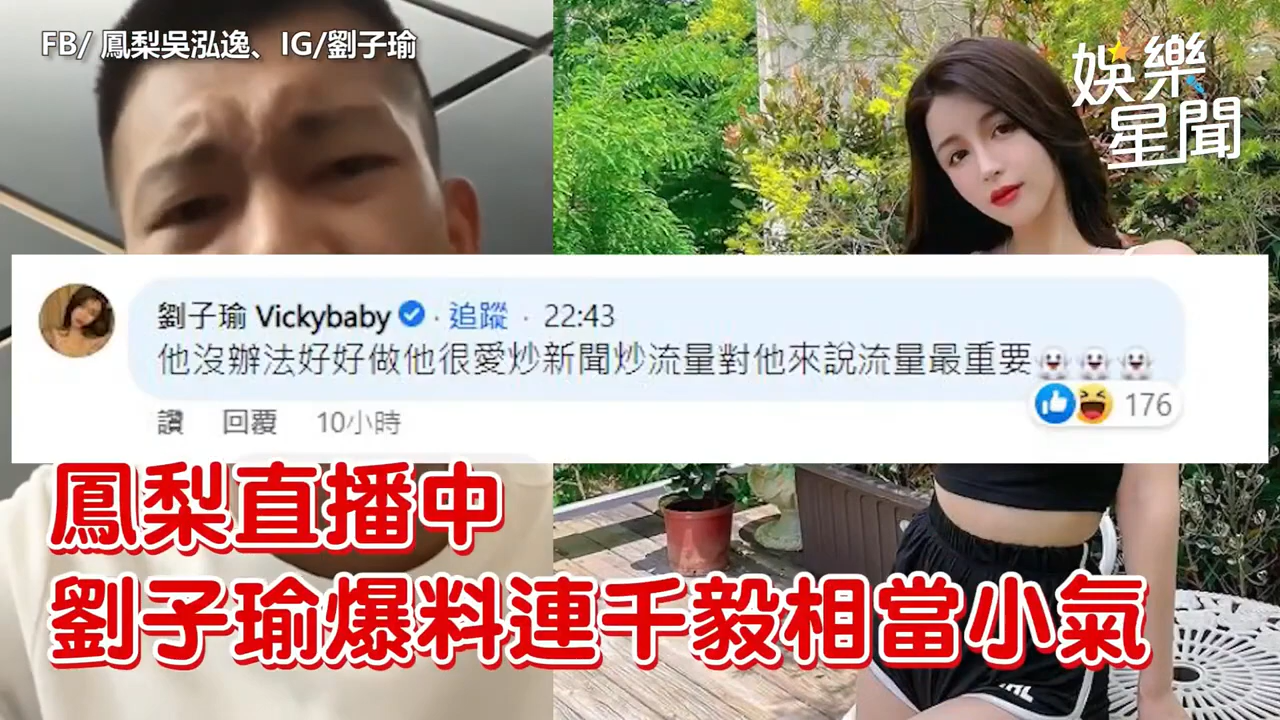 FB/ 鳳梨吳泓逸、IG/劉子瑜
娛樂
星聞
劉子瑜 Vickybaby · 追蹤 · 22:43
他沒辦法好好做他很愛炒新聞炒流量對他來說流量最重要
176
讚 回覆 10小時
鳳梨直播中
劉子瑜爆料連千毅相當小氣